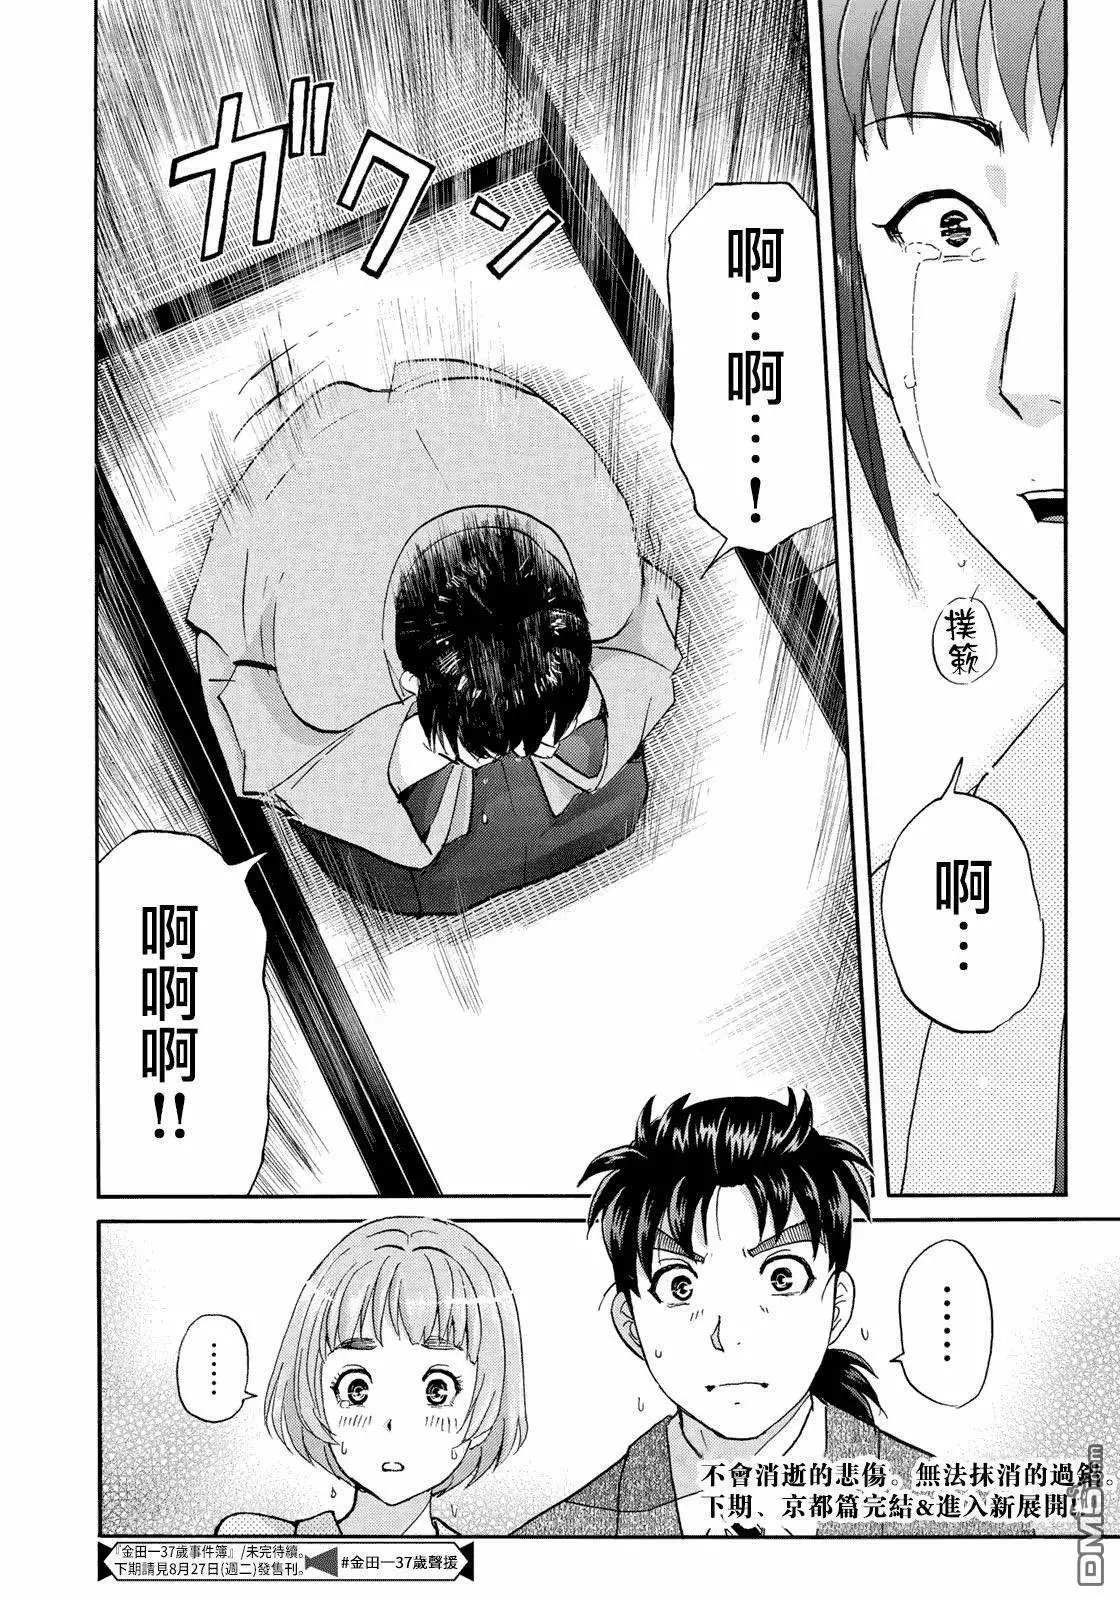 撲
簌
啊…
啊…啊……!
ガクン
啊啊啊!!
……
……
不會消逝的悲傷。無法抹消的過錯。
下期、京都篇完結&進入新展開!
『金田一37歲事件簿』/未完待續。
下期請見8月27日(週二)發售刊。
#金田一37歲聲援